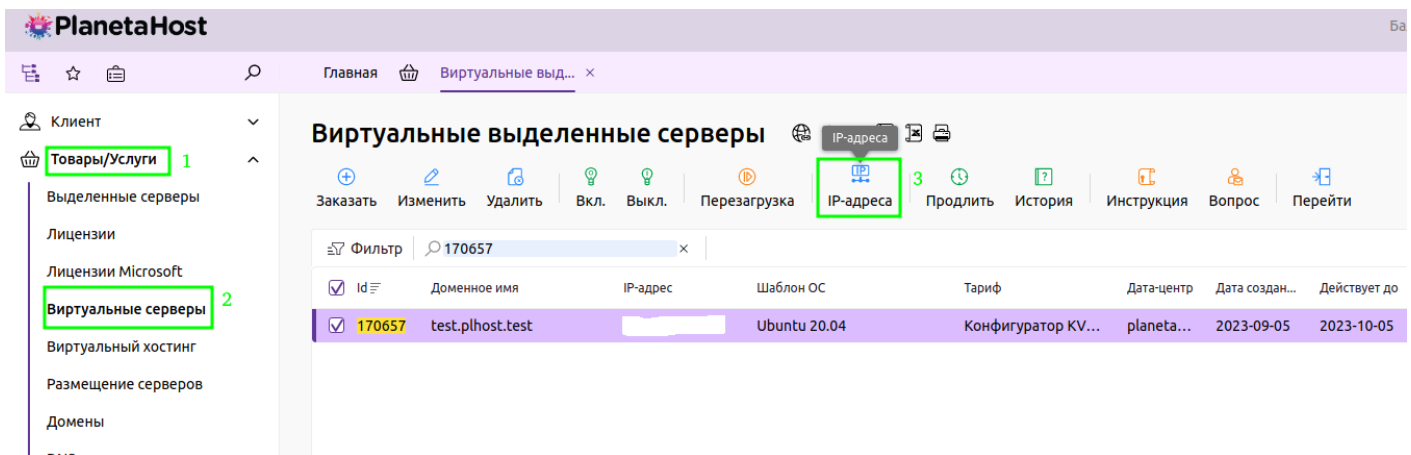 PlanetaHost
Ба
Главная Виртуальные выд... ×
Клиент
Товары/Услуги 1
Выделенные серверы
Лицензии
Лицензии Microsoft
Виртуальные серверы 2
Виртуальный хостинг
Размещение серверов
Домены
Виртуальные выделенные серверы
IP-адреса
IP
3
Заказать Изменить Удалить Вкл. Выкл. Перезагрузка IP-адреса Продлить История Инструкция Вопрос Перейти
Фильтр 170657 ×
Id Доменное имя IP-адрес Шаблон ОС Тариф Дата-центр Дата создан... Действует до
170657 test.plhost.test Ubuntu 20.04 Конфигуратор KV... planeta... 2023-09-05 2023-10-05